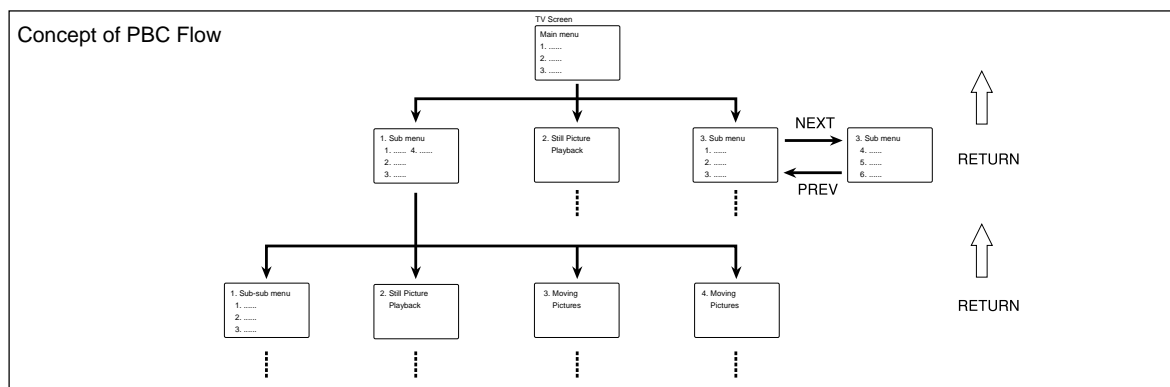 Concept of PBC Flow
TV Screen
Main menu
1. ......
2. ......
3. ......
1. Sub menu
1. ...... 4. ......
2. ......
3. ......
2. Still Picture
Playback
3. Sub menu
1. ......
2. ......
3. ......
NEXT
PREV
3. Sub menu
4. ......
5. ......
6. ......
RETURN
1. Sub-sub menu
1. ......
2. ......
3. ......
2. Still Picture
Playback
3. Moving
Pictures
4. Moving
Pictures
RETURN